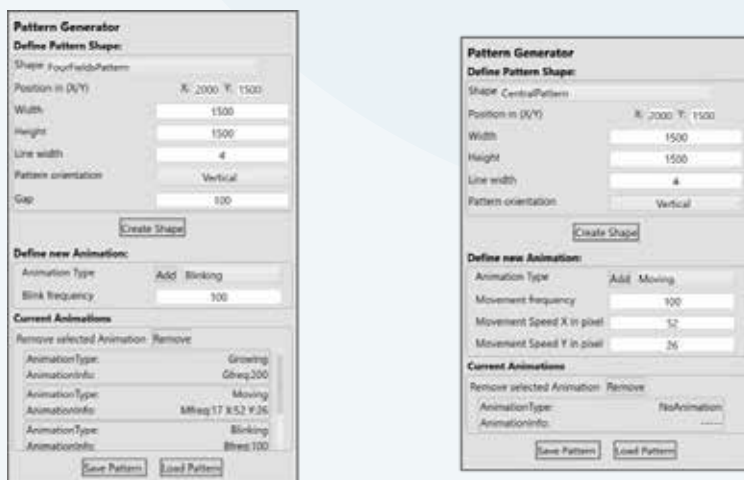 Pattern Generator
Define Pattern Shape:
Shape FourFieldsPattern
Position in (X/Y) X: 2000 Y: 1500
Width 1500
Height 1500
Line width 4
Pattern orientation Vertical
Gap 100
Create Shape
Define new Animation:
Animation Type Add Blinking
Blink frequency 100
Current Animations
Remove selected Animation Remove
AnimationType: Growing
AnimationInfo: Gfreq:200
AnimationType: Moving
AnimationInfo: Mfreq:17 X:52 Y:26
AnimationType: Blinking
AnimationInfo: Bfreq:100
Save Pattern Load Pattern
Pattern Generator
Define Pattern Shape:
Shape CentralPattern
Position in (X/Y) X: 2000 Y: 1500
Width 1500
Height 1500
Line width 4
Pattern orientation Vertical
Create Shape
Define new Animation:
Animation Type Add Moving
Movement frequency 100
Movement Speed X in pixel 52
Movement Speed Y in pixel 26
Current Animations
Remove selected Animation Remove
AnimationType: NoAnimation
AnimationInfo: -----
Save Pattern Load Pattern